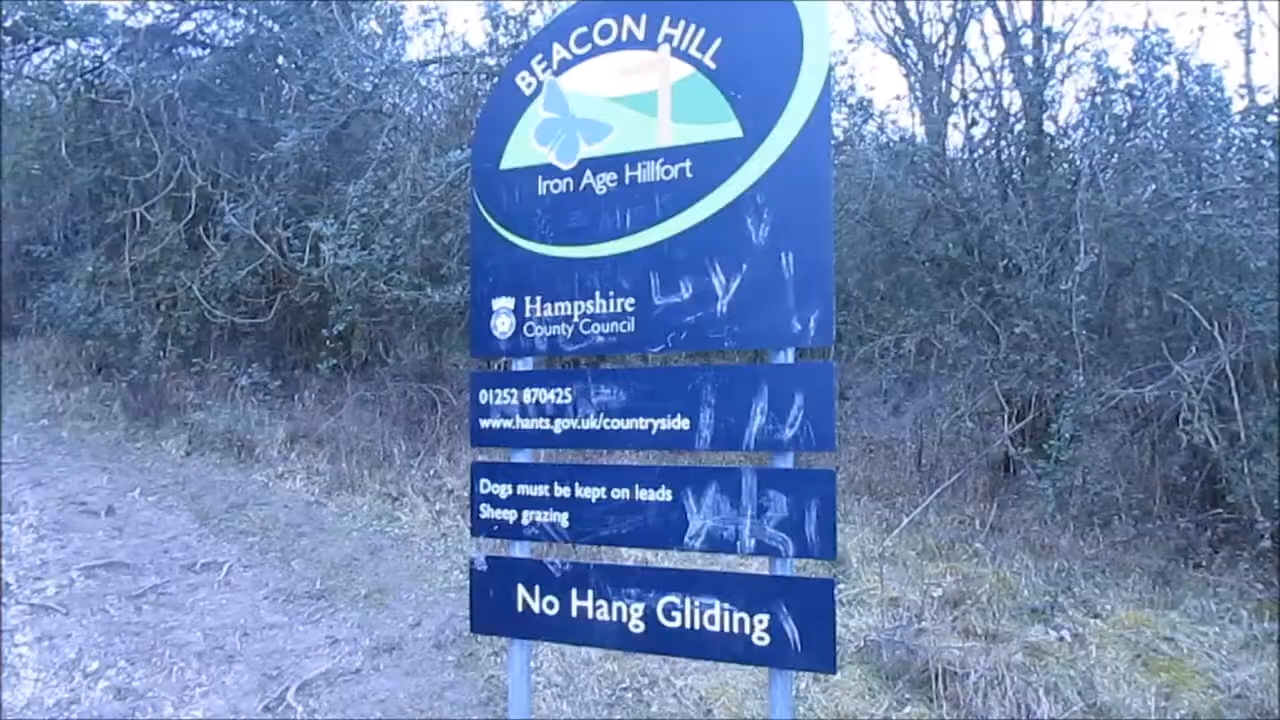 BEACON HILL
Iron Age Hillfort
Hampshire
County Council
01252 870425
www.hants.gov.uk/countryside
Dogs must be kept on leads
Sheep grazing
No Hang Gliding